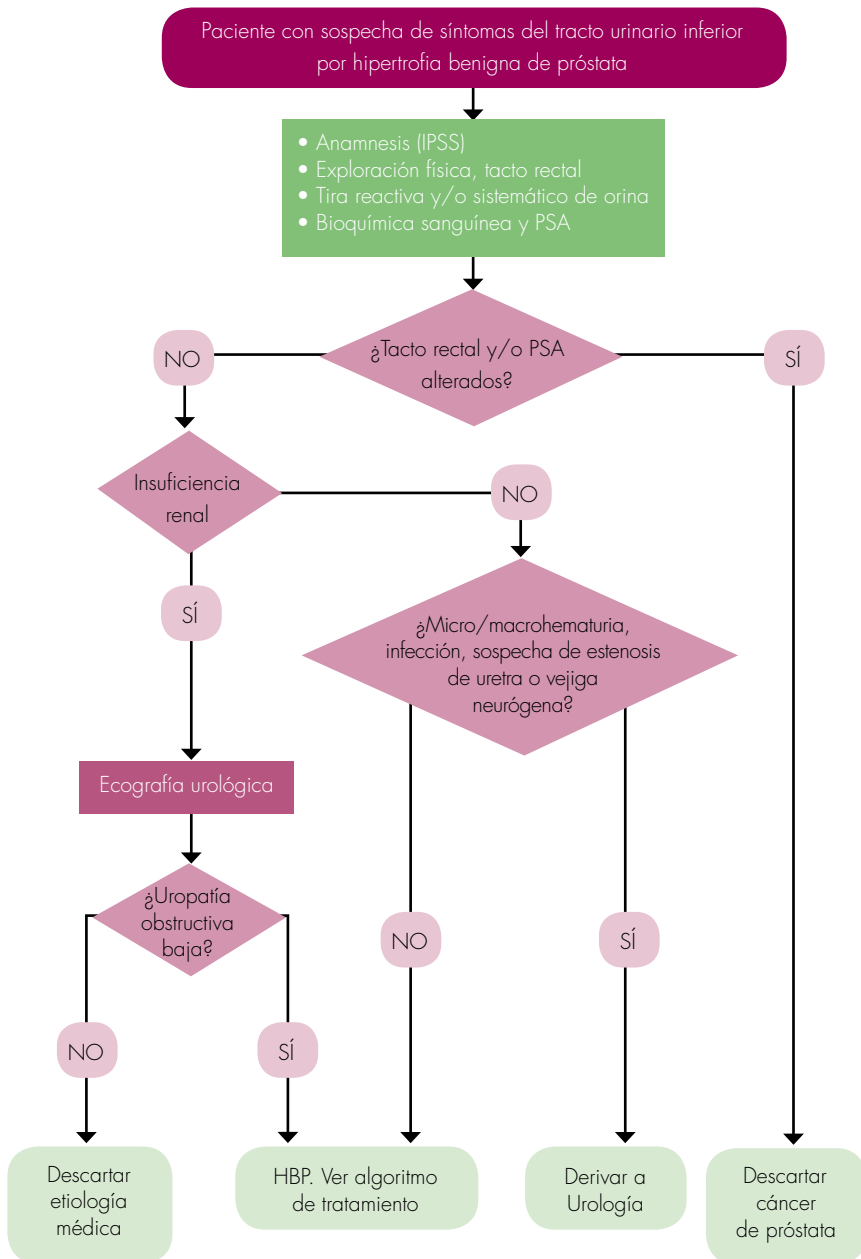 Paciente con sospecha de síntomas del tracto urinario inferior
por hipertrofia benigna de próstata
• Anamnesis (IPSS)
• Exploración física, tacto rectal
• Tira reactiva y/o sistemático de orina
• Bioquímica sanguínea y PSA
¿Tacto rectal y/o PSA
alterados?
NO
SÍ
Insuficiencia
renal
NO
SÍ
¿Micro/macrohematuria,
infección, sospecha de estenosis
de uretra o vejiga
neurógena?
Ecografía urológica
¿Uropatía
obstructiva
baja?
NO
SÍ
NO
SÍ
Descartar
etiología
médica
HBP. Ver algoritmo
de tratamiento
Derivar a
Urología
Descartar
cáncer
de próstata